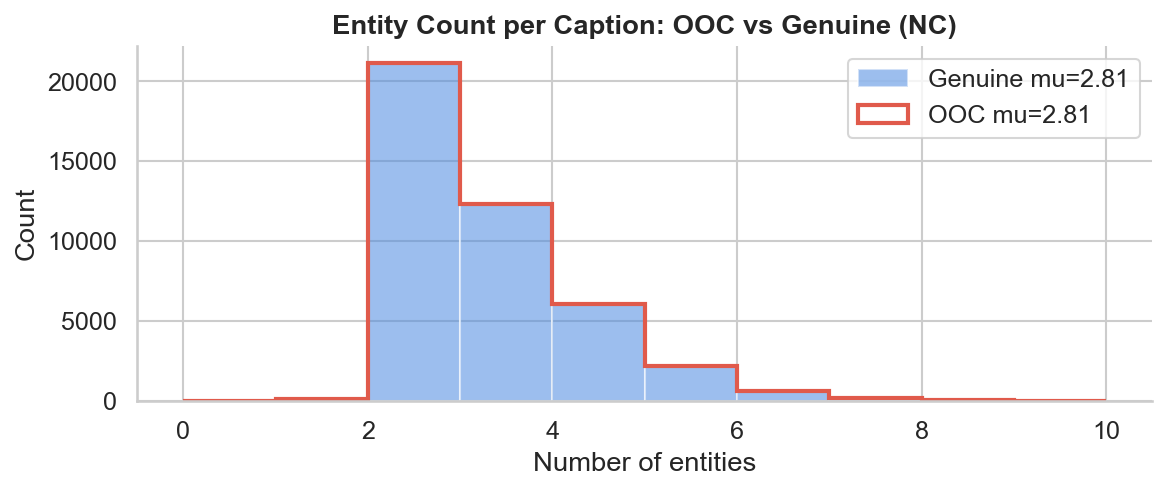 Entity Count per Caption: OOC vs Genuine (NC)
Genuine mu=2.81
OOC mu=2.81
Count
20000
15000
10000
5000
0
0 2 4 6 8 10
Number of entities